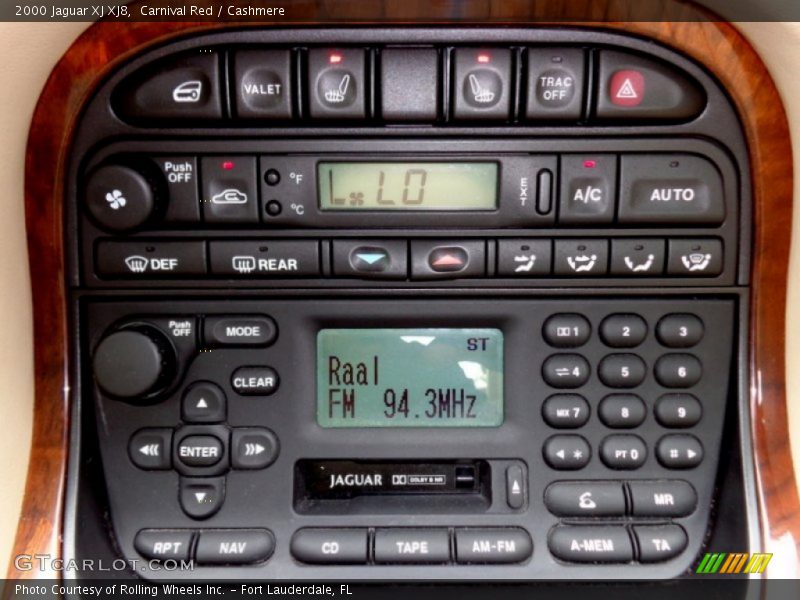 2000 Jaguar XJ XJ8, Carnival Red / Cashmere
VALET
TRAC OFF
Push OFF
°F
°C
L LO
EXT
A/C
AUTO
DEF
REAR
Push OFF
MODE
CLEAR
ENTER
ST
Raal
FM 94.3MHz
JAGUAR DOLBY B NR
1 2 3
4 5 6
MIX 7 8 9
* PT 0 #
MR
RPT NAV CD TAPE AM-FM A-MEM TA
GTcarlot.com
Photo Courtesy of Rolling Wheels Inc. - Fort Lauderdale, FL